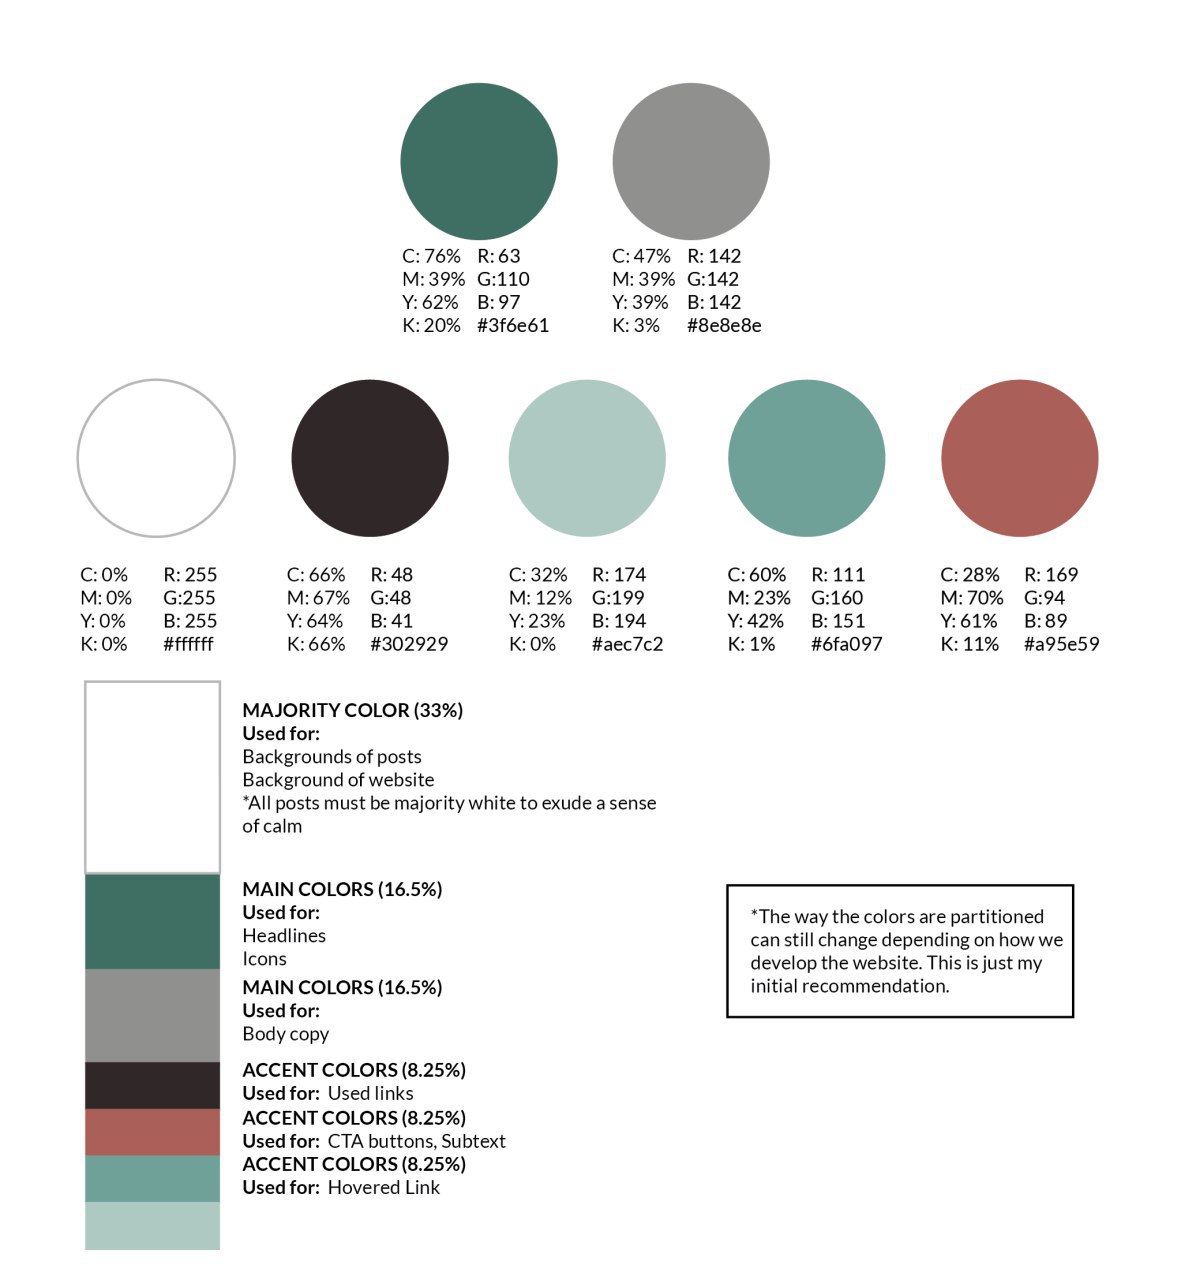 C: 76% R: 63
M: 39% G:110
Y: 62% B: 97
K: 20% #3f6e61
C: 47% R: 142
M: 39% G:142
Y: 39% B: 142
K: 3% #8e8e8e
C: 0% R: 255
M: 0% G:255
Y: 0% B: 255
K: 0% #ffffff
C: 66% R: 48
M: 67% G:48
Y: 64% B: 41
K: 66% #302929
C: 32% R: 174
M: 12% G:199
Y: 23% B: 194
K: 0% #aec7c2
C: 60% R: 111
M: 23% G:160
Y: 42% B: 151
K: 1% #6fa097
C: 28% R: 169
M: 70% G:94
Y: 61% B: 89
K: 11% #a95e59
MAJORITY COLOR (33%)
Used for:
Backgrounds of posts
Background of website
*All posts must be majority white to exude a sense
of calm
MAIN COLORS (16.5%)
Used for:
Headlines
Icons
MAIN COLORS (16.5%)
Used for:
Body copy
ACCENT COLORS (8.25%)
Used for: Used links
ACCENT COLORS (8.25%)
Used for: CTA buttons, Subtext
ACCENT COLORS (8.25%)
Used for: Hovered Link
*The way the colors are partitioned
can still change depending on how we
develop the website. This is just my
initial recommendation.